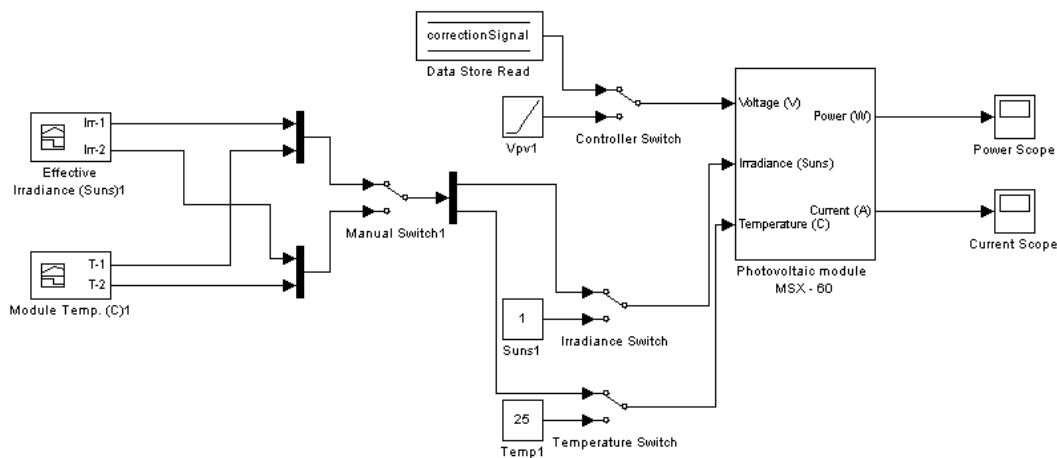 correctionSignal
Data Store Read
Vpv1
Controller Switch
Voltage (V)
Irradiance (Suns)
Temperature (C)
Power (W)
Current (A)
Photovoltaic module
MSX - 60
Power Scope
Current Scope
Irr-1
Irr-2
Effective
Irradiance (Suns)1
Manual Switch1
T-1
T-2
Module Temp. (C)1
1
Suns1
Irradiance Switch
25
Temp1
Temperature Switch